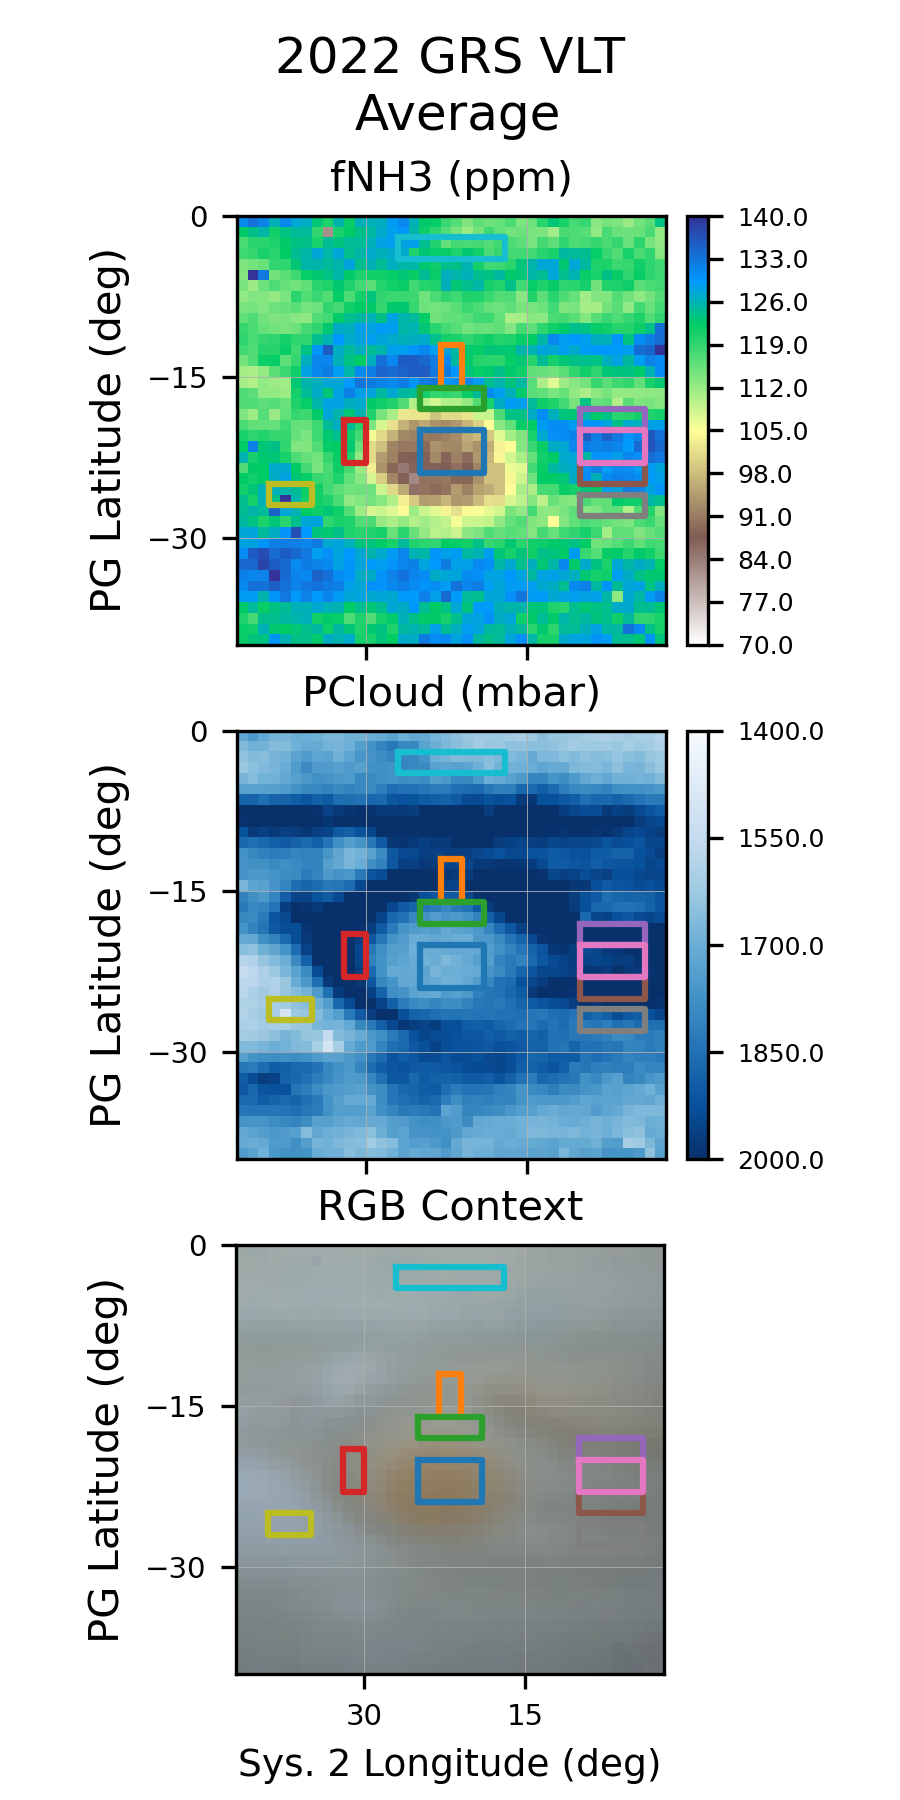 2022 GRS VLT
Average
fNH3 (ppm)
PG Latitude (deg)
0
−15
−30
140.0
133.0
126.0
119.0
112.0
105.0
98.0
91.0
84.0
77.0
70.0
PCloud (mbar)
PG Latitude (deg)
0
−15
−30
1400.0
1550.0
1700.0
1850.0
2000.0
RGB Context
PG Latitude (deg)
0
−15
−30
30 15
Sys. 2 Longitude (deg)